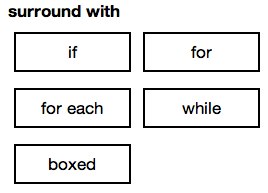 surround with
if
for
for each
while
boxed